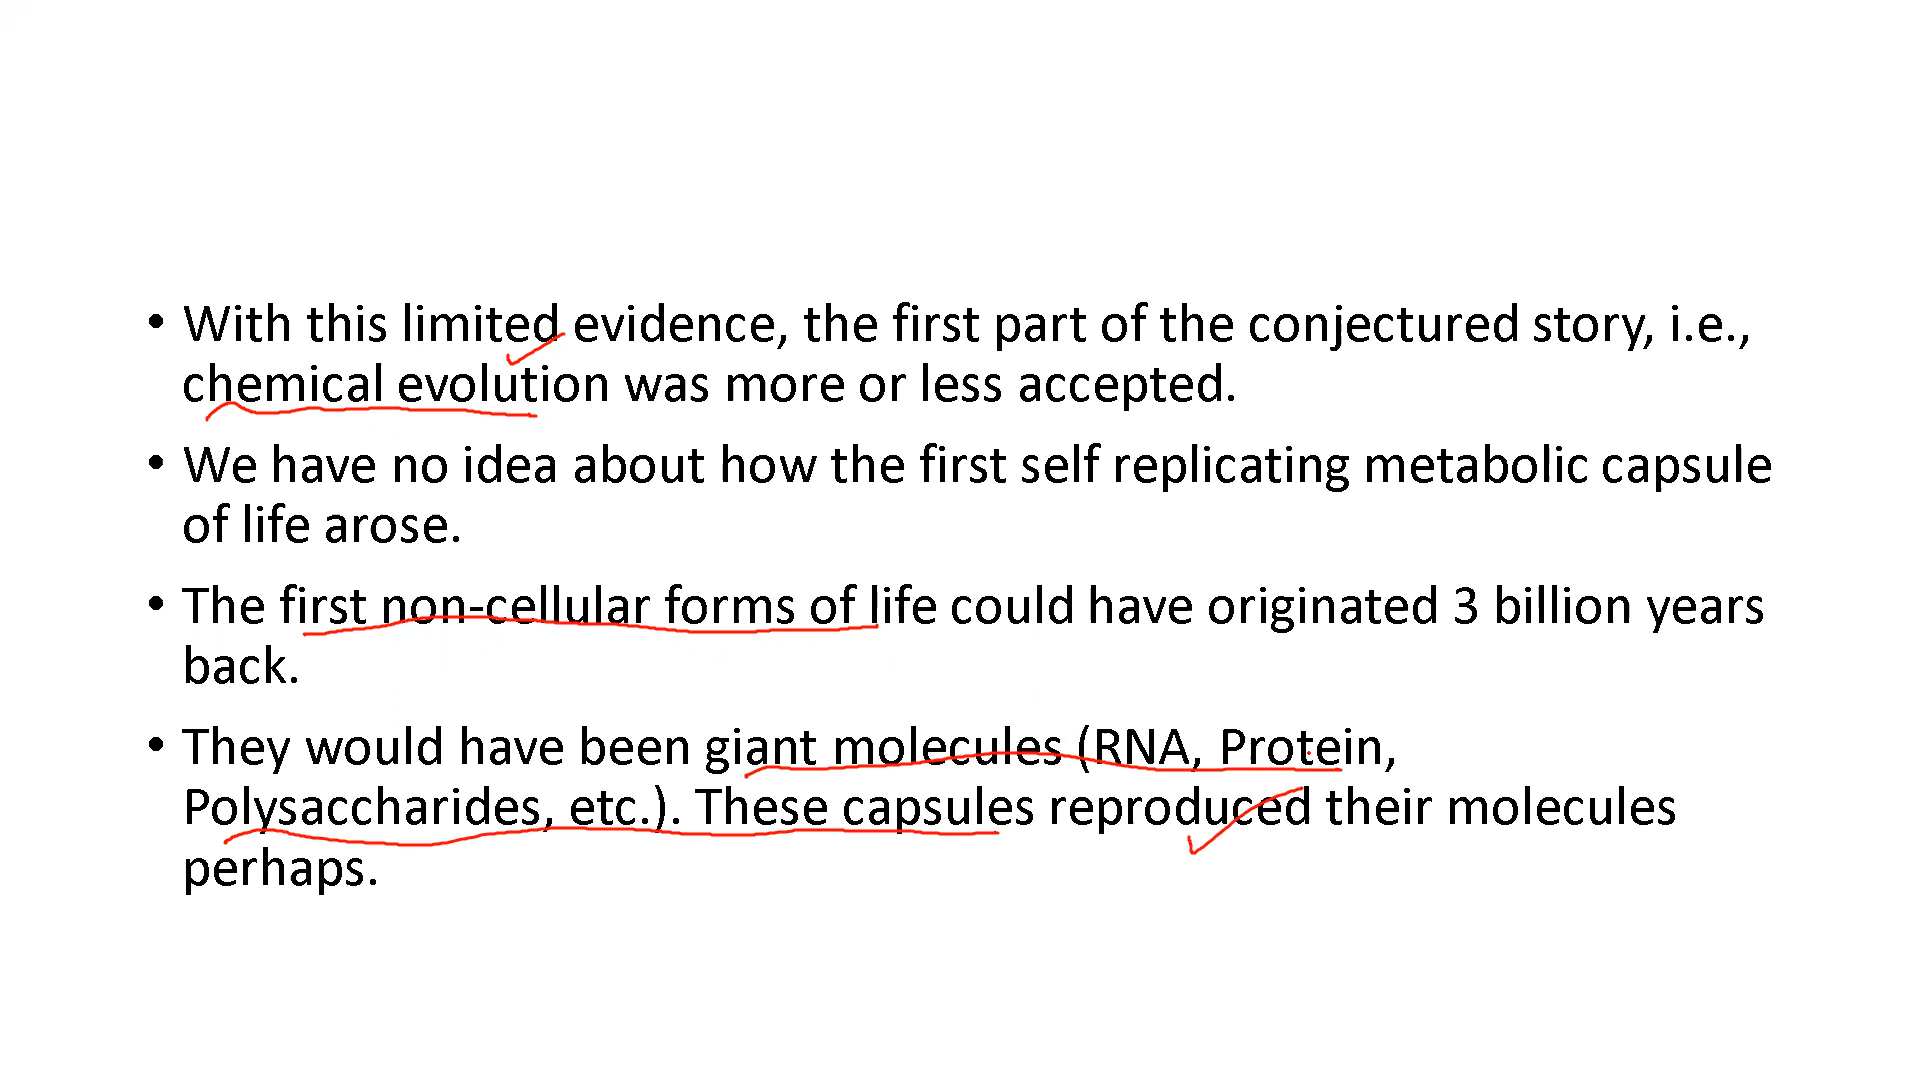 • With this limited evidence, the first part of the conjectured story, i.e.,
chemical evolution was more or less accepted.
• We have no idea about how the first self replicating metabolic capsule
of life arose.
• The first non-cellular forms of life could have originated 3 billion years
back.
• They would have been giant molecules (RNA, Protein,
Polysaccharides, etc.). These capsules reproduced their molecules
perhaps.